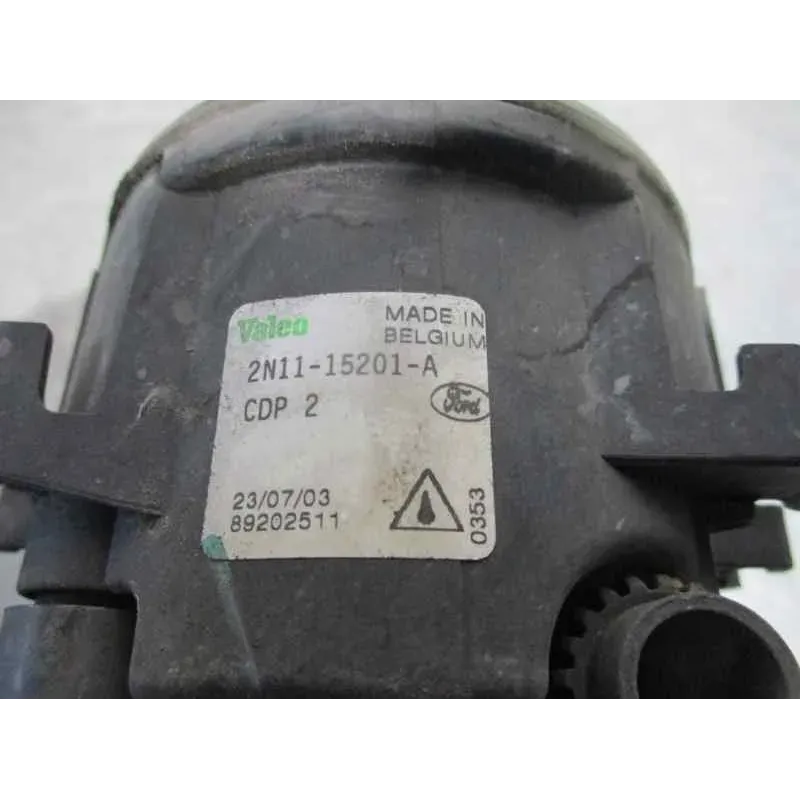 Valeo
MADE IN
BELGIUM
2N11-15201-A
CDP 2
Ford
23/07/03
89202511
0353